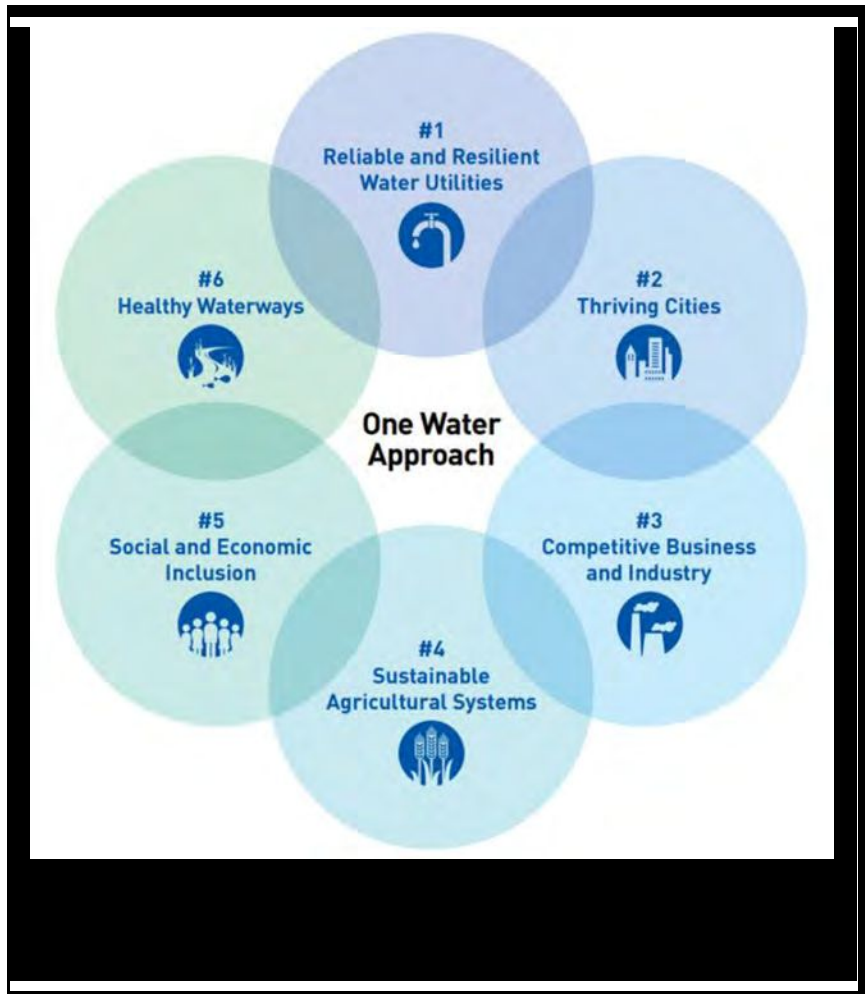 #1
Reliable and Resilient
Water Utilities
#2
Thriving Cities
#3
Competitive Business
and Industry
#4
Sustainable
Agricultural Systems
#5
Social and Economic
Inclusion
#6
Healthy Waterways
One Water
Approach